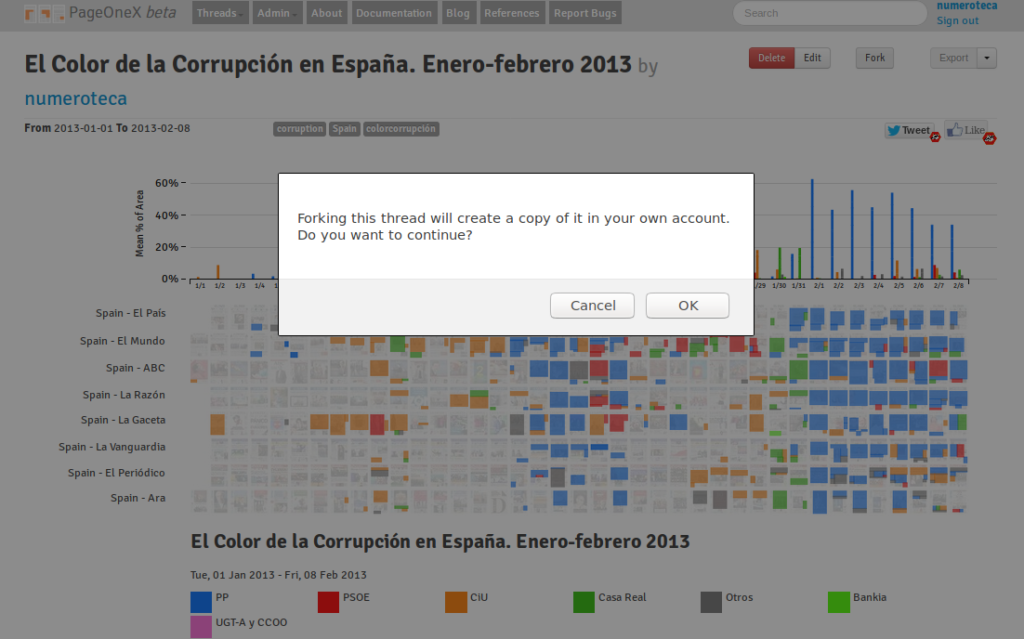 PageOneX beta
Threads
Admin
About
Documentation
Blog
References
Report Bugs
Search
numeroteca
Sign out
El Color de la Corrupción en España. Enero-febrero 2013 by
numeroteca
Delete
Edit
Fork
Export
From 2013-01-01 To 2013-02-08
corruption
Spain
colorcorrupción
Tweet
Like
Mean % of Area
60%
40%
20%
0%
1/1 1/2 1/3 1/4 1/29 1/30 1/31 2/1 2/2 2/3 2/4 2/5 2/6 2/7 2/8
Forking this thread will create a copy of it in your own account.
Do you want to continue?
Cancel
OK
Spain - El País
Spain - El Mundo
Spain - ABC
Spain - La Razón
Spain - La Gaceta
Spain - La Vanguardia
Spain - El Periódico
Spain - Ara
El Color de la Corrupción en España. Enero-febrero 2013
Tue, 01 Jan 2013 - Fri, 08 Feb 2013
PP
PSOE
CiU
Casa Real
Otros
Bankia
UGT-A y CCOO